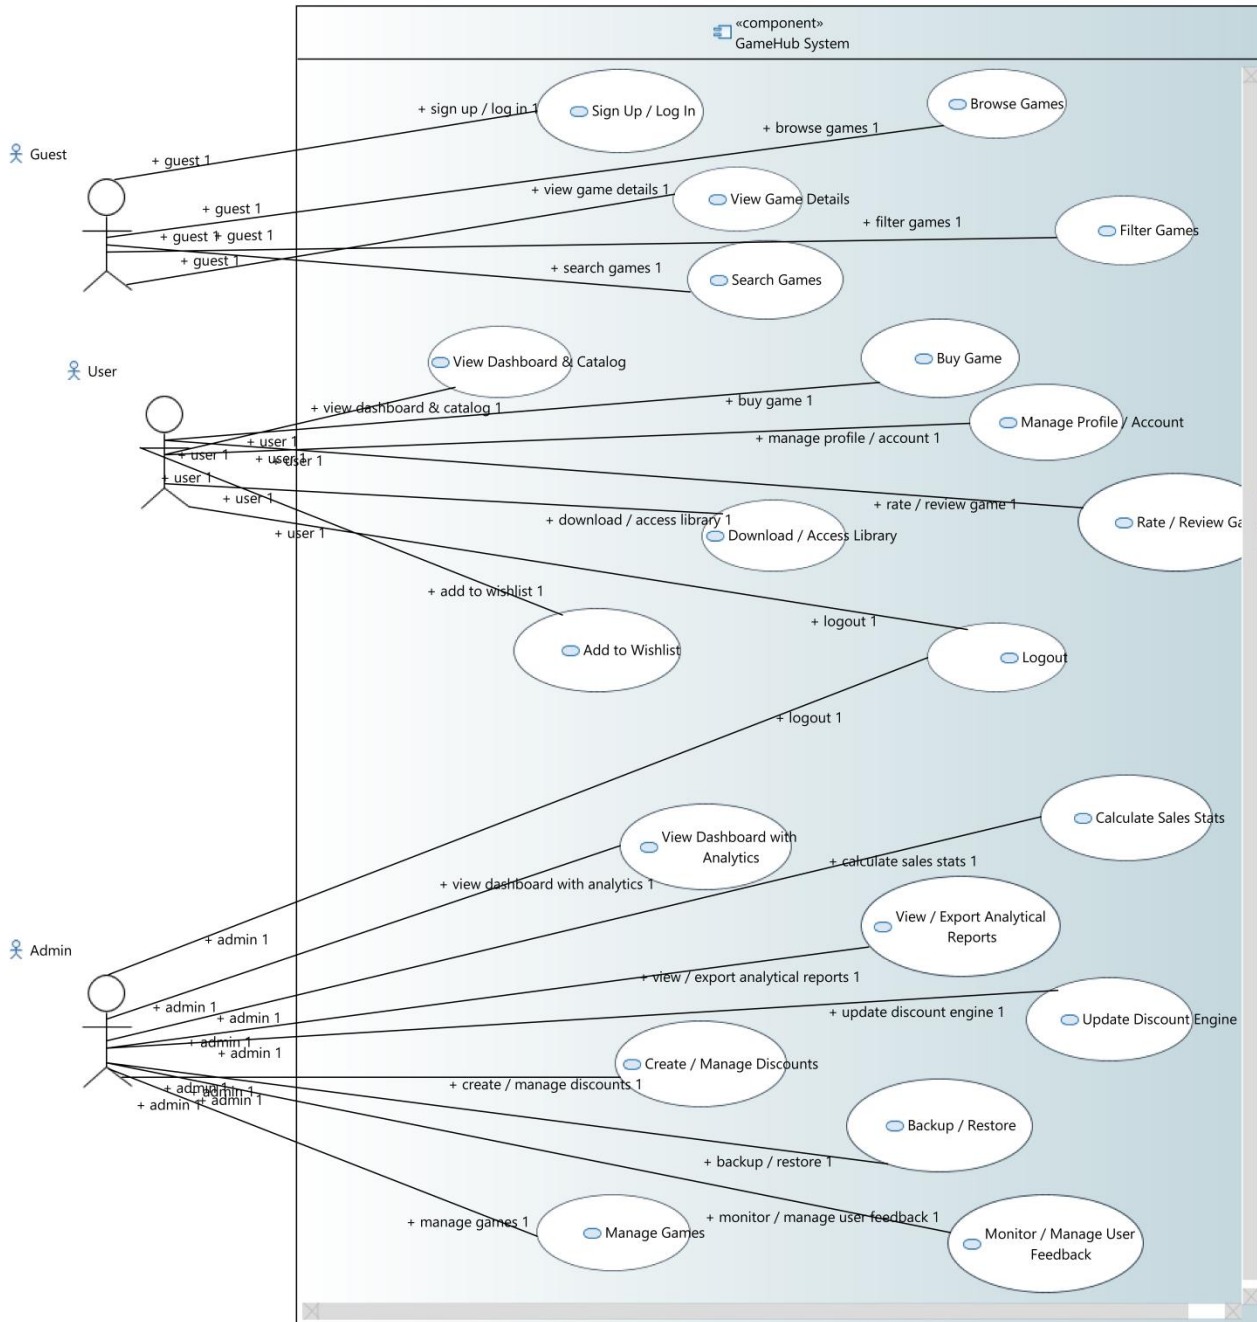 «component»
GameHub System
+ sign up / log in 1
Sign Up / Log In
Browse Games
+ browse games 1
Guest
+ guest 1
+ view game details 1
View Game Details
+ guest 1
+ filter games 1
Filter Games
+ guest 1
+ guest 1
+ guest 1
+ search games 1
Search Games
View Dashboard & Catalog
Buy Game
User
+ view dashboard & catalog 1
+ buy game 1
Manage Profile / Account
+ user 1
+ manage profile / account 1
+ user 1
+ user 1
+ user 1
+ user 1
+ user 1
+ rate / review game 1
+ download / access library 1
Rate / Review Ga
+ user 1
Download / Access Library
+ add to wishlist 1
+ logout 1
Add to Wishlist
Logout
+ logout 1
Calculate Sales Stats
View Dashboard with
Analytics
+ calculate sales stats 1
+ view dashboard with analytics 1
View / Export Analytical
Reports
+ admin 1
Admin
+ view / export analytical reports 1
+ admin 1
+ admin 1
+ update discount engine 1
Update Discount Engine
+ admin 1
+ admin 1
Create / Manage Discounts
+ create / manage discounts 1
+ admin 1
+ admin 1
+ admin 1
+ admin 1
Backup / Restore
+ backup / restore 1
+ manage games 1
+ monitor / manage user feedback 1
Manage Games
Monitor / Manage User
Feedback